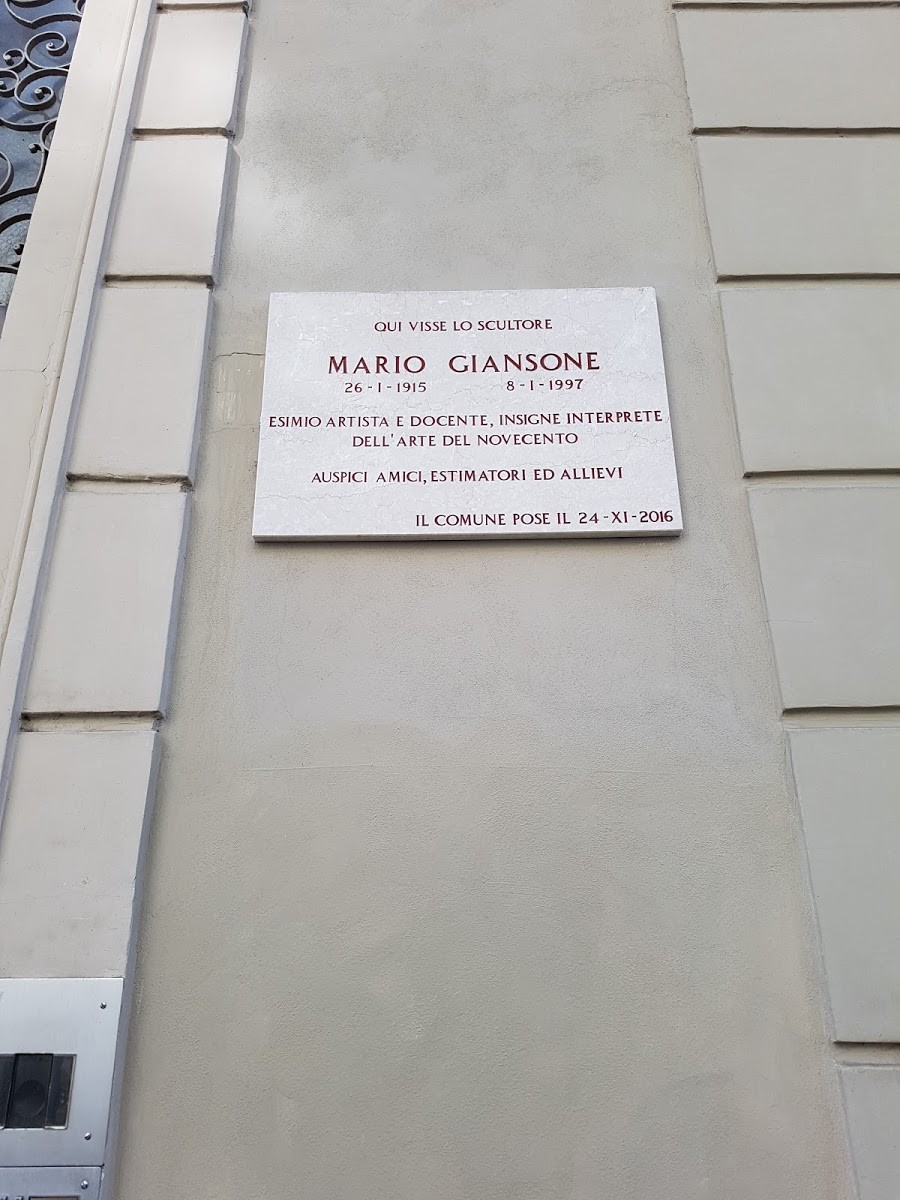 QUI VISSE LO SCULTORE
MARIO GIANSONE
26-1-1915 8-1-1997
ESIMIO ARTISTA E DOCENTE, INSIGNE INTERPRETE
DELL'ARTE DEL NOVECENTO
AUSPICI AMICI, ESTIMATORI ED ALLIEVI
IL COMUNE POSE IL 24-XI-2016